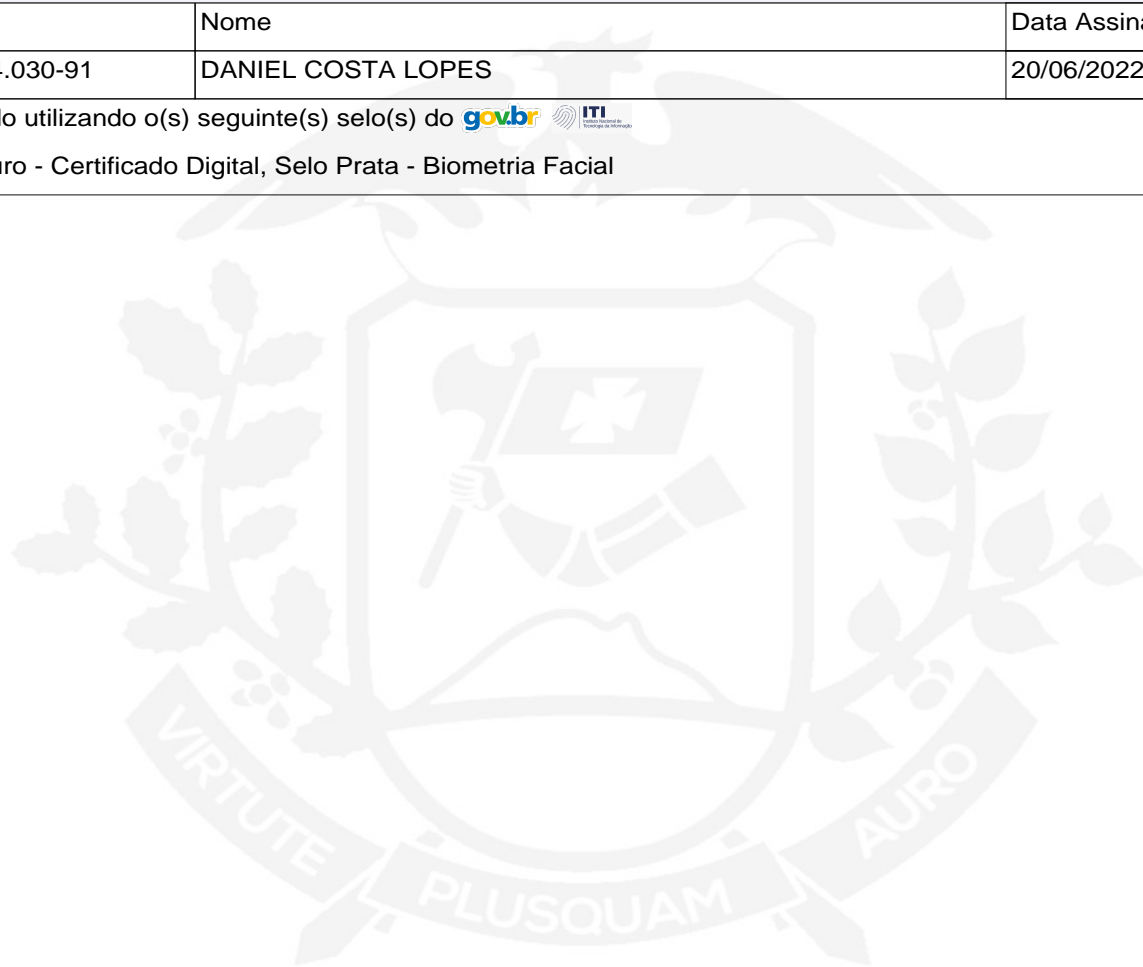 Nome Data Assina
.030-91 DANIEL COSTA LOPES 20/06/2022
do utilizando o(s) seguinte(s) selo(s) do gov.br ITI
uro - Certificado Digital, Selo Prata - Biometria Facial
VIRTUTE PLUSQUAM AURO